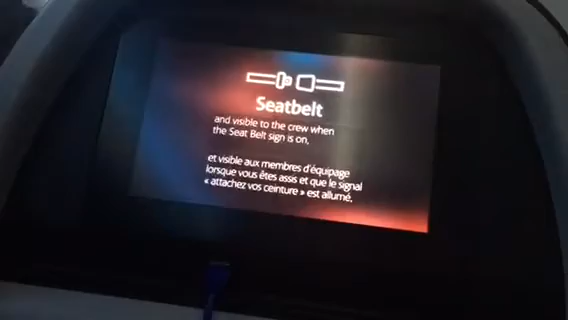 Seatbelt
and visible to the crew when
the Seat Belt sign is on,
et visible aux membres d'équipage
lorsque vous êtes assis et que le signal
« attachez vos ceinture » est allumé,